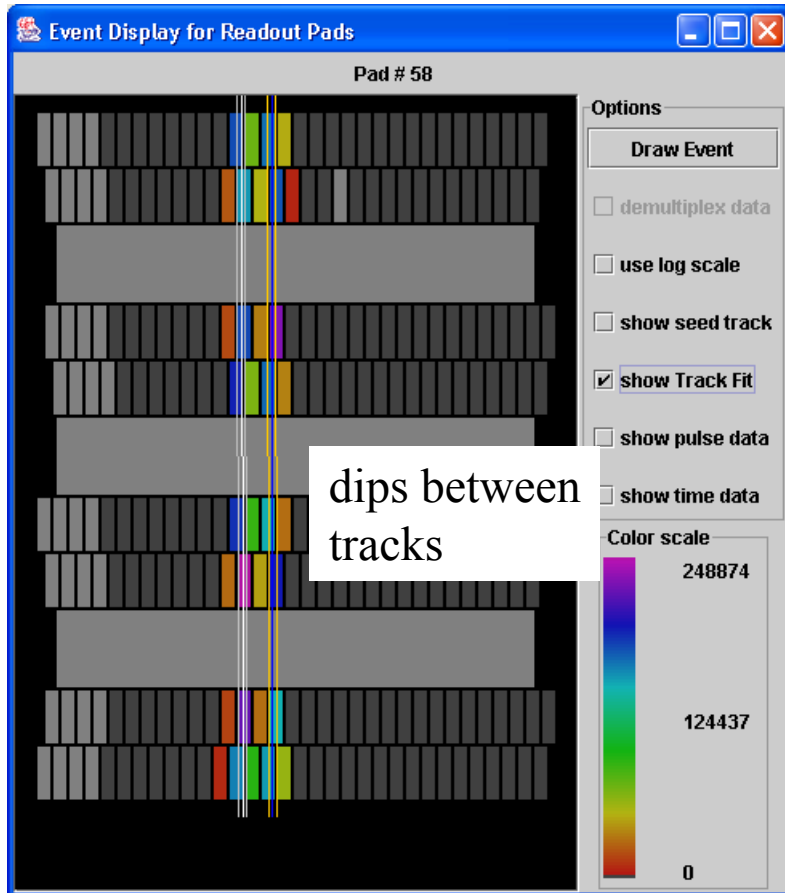 Event Display for Readout Pads
Pad # 58
Options
Draw Event
demultiplex data
use log scale
show seed track
show Track Fit
show pulse data
show time data
dips between
tracks
Color scale
248874
124437
0